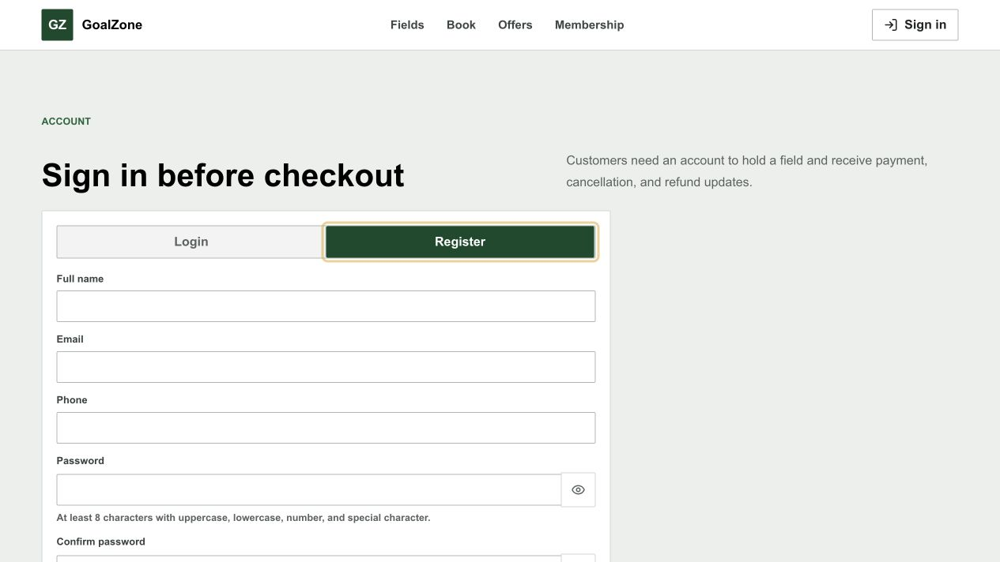 GZ GoalZone Fields Book Offers Membership Sign in
ACCOUNT
Sign in before checkout
Customers need an account to hold a field and receive payment,
cancellation, and refund updates.
Login Register
Full name
Email
Phone
Password
At least 8 characters with uppercase, lowercase, number, and special character.
Confirm password